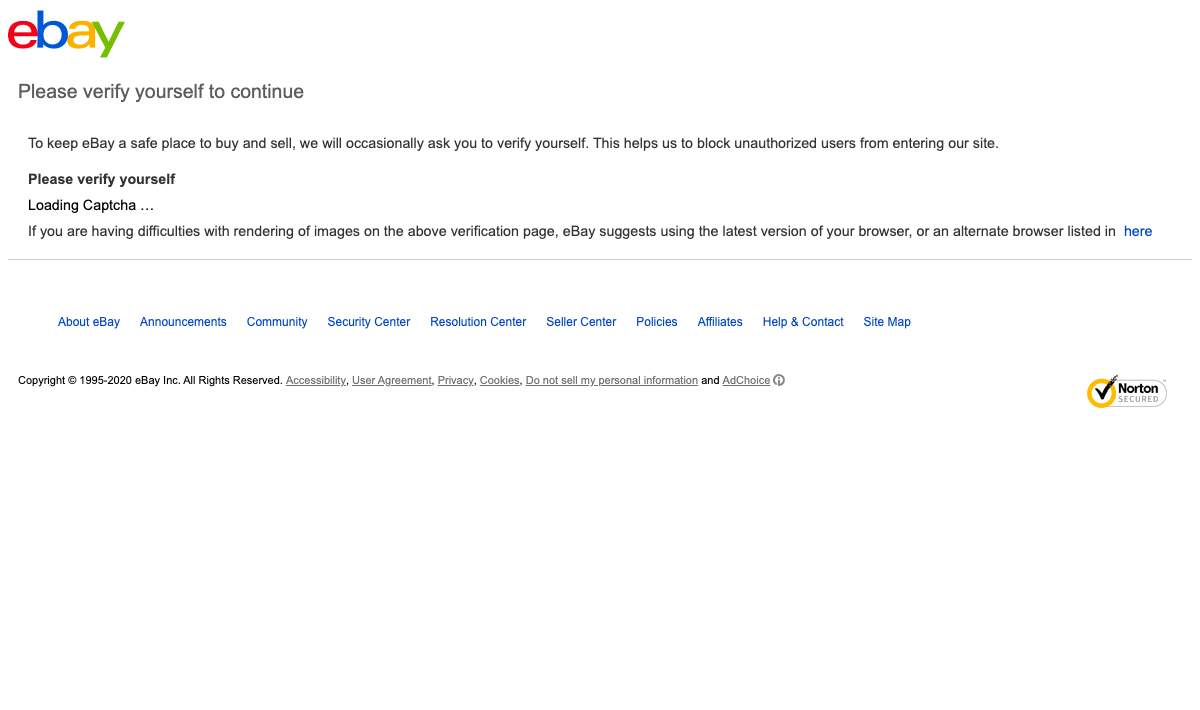 ebay
Please verify yourself to continue
To keep eBay a safe place to buy and sell, we will occasionally ask you to verify yourself. This helps us to block unauthorized users from entering our site.
Please verify yourself
Loading Captcha …
If you are having difficulties with rendering of images on the above verification page, eBay suggests using the latest version of your browser, or an alternate browser listed in here
About eBay Announcements Community Security Center Resolution Center Seller Center Policies Affiliates Help & Contact Site Map
Copyright © 1995-2020 eBay Inc. All Rights Reserved. Accessibility, User Agreement, Privacy, Cookies, Do not sell my personal information and AdChoice
Norton
SECURED